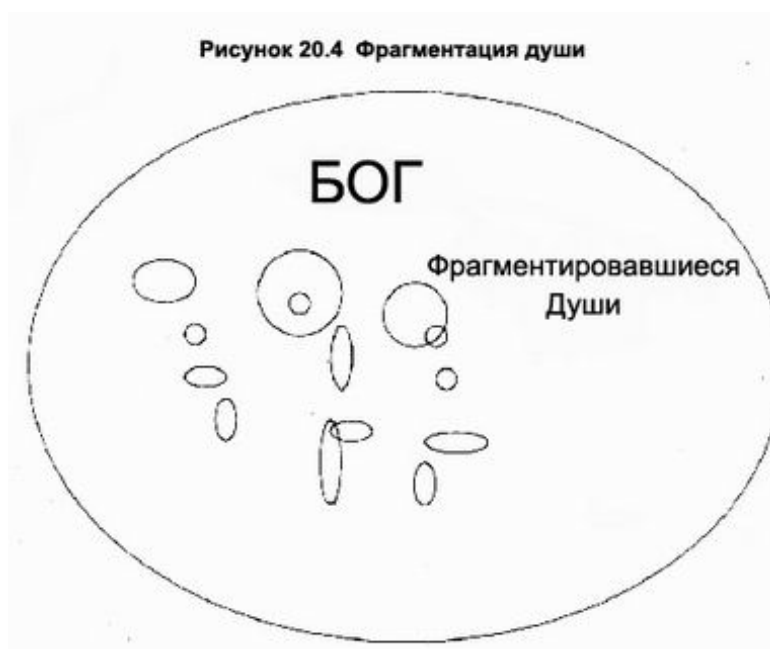 Рисунок 20.4 Фрагментация души
БОГ
Фрагментировавшиеся
Души